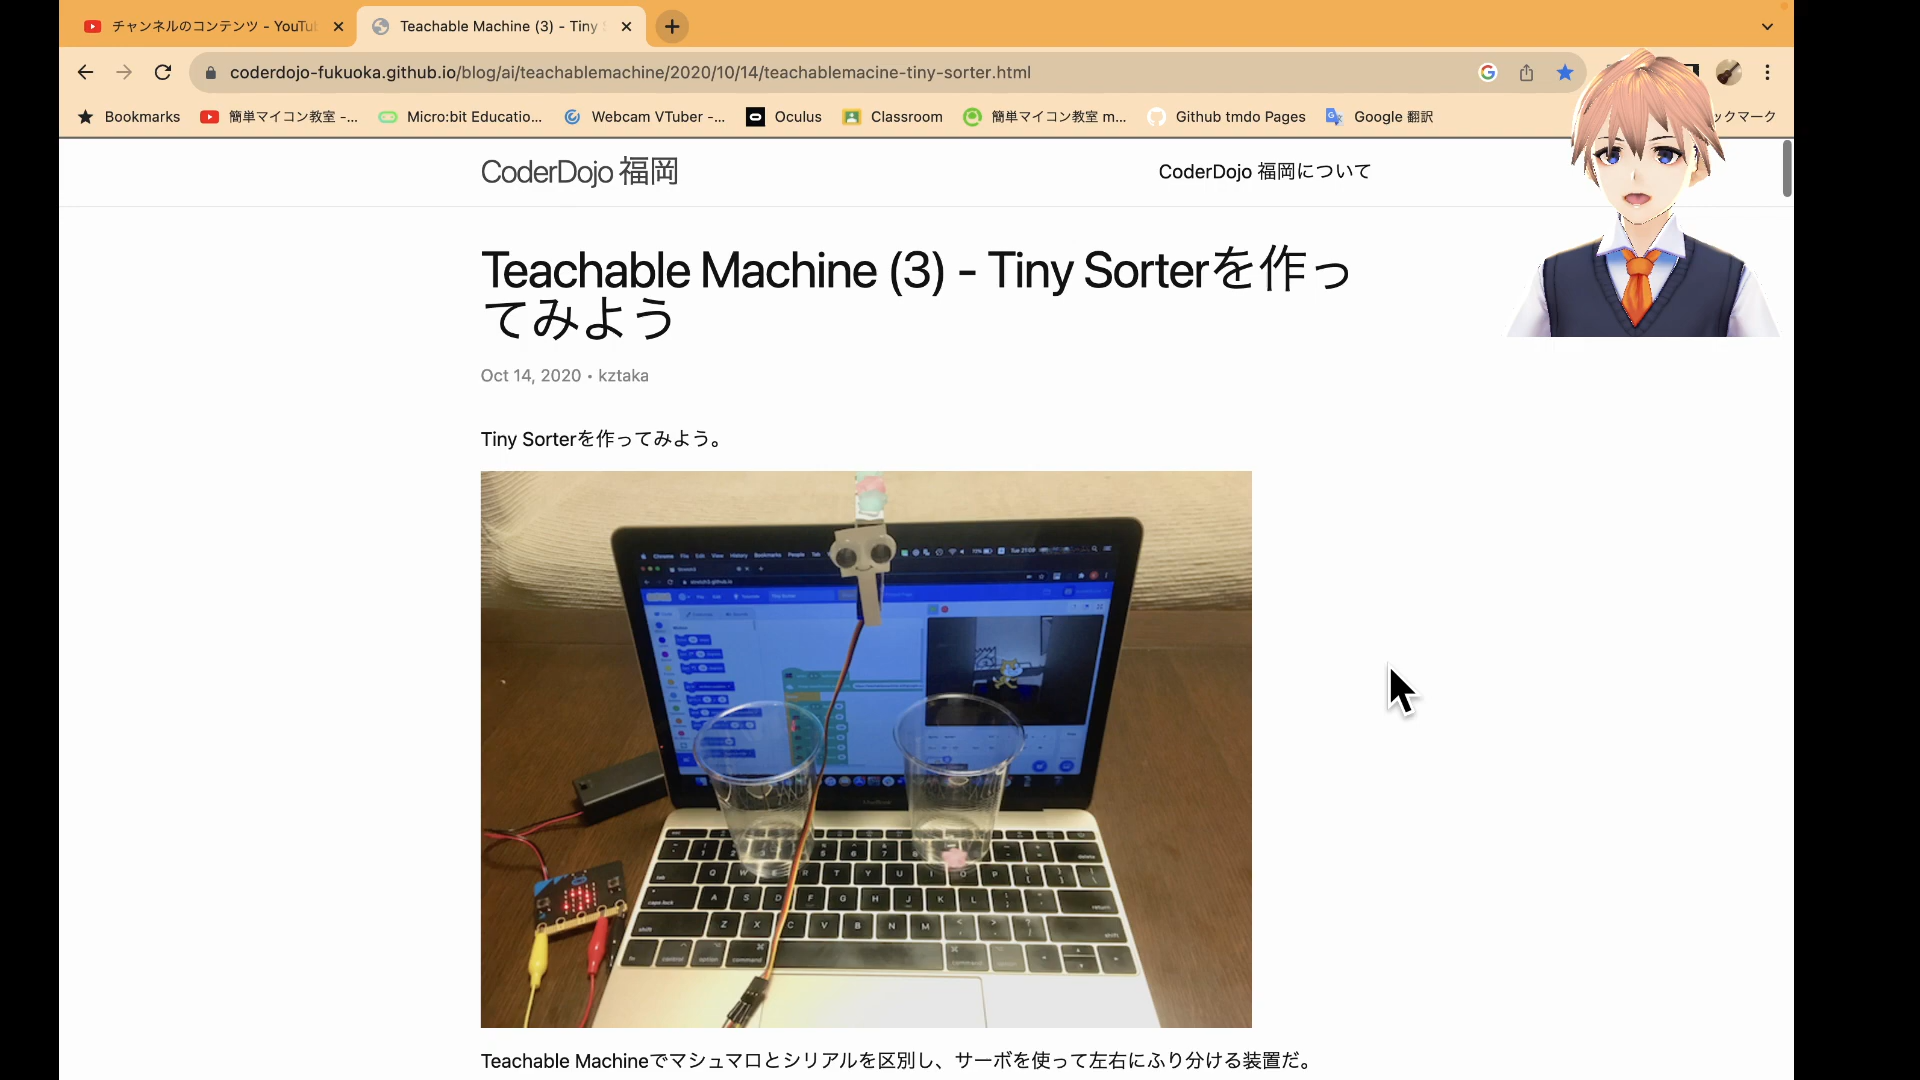 チャンネルのコンテンツ - YouTu
Teachable Machine (3) - Tiny S
coderdojo-fukuoka.github.io/blog/ai/teachablemachine/2020/10/14/teachablemacine-tiny-sorter.html
Bookmarks
簡単マイコン教室 -...
Micro:bit Educatio...
Webcam VTuber -...
Oculus
Classroom
簡単マイコン教室 m...
Github tmdo Pages
Google 翻訳
ックマーク
CoderDojo 福岡
CoderDojo 福岡について
Teachable Machine (3) - Tiny Sorterを作っ
てみよう
Oct 14, 2020 • kztaka
Tiny Sorterを作ってみよう。
Teachable Machineでマシュマロとシリアルを区別し、サーボを使って左右にふり分ける装置だ。